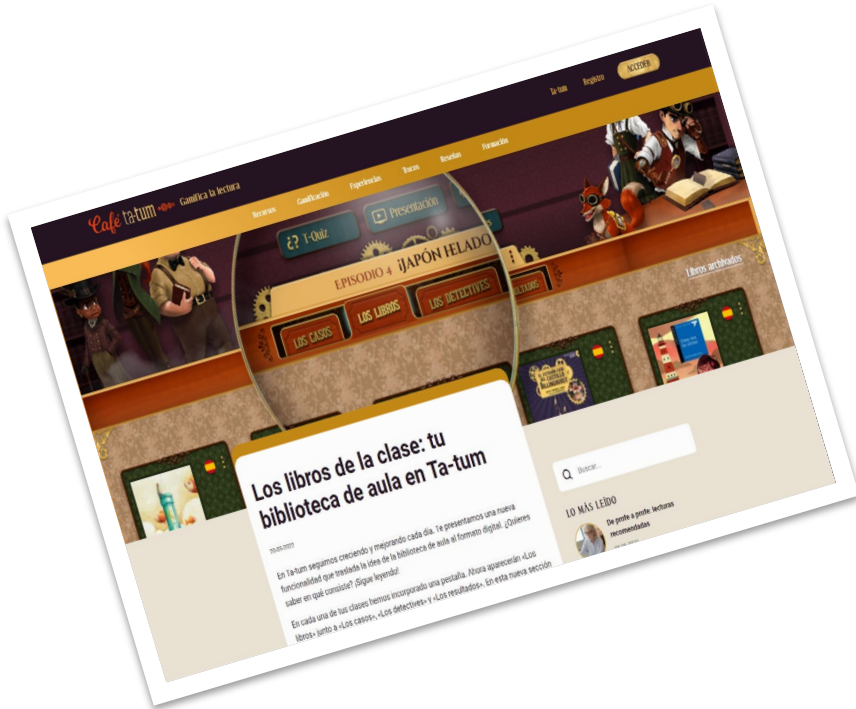 Ta-tum Registro ACCEDER
Café ta-tum Gamifica la lectura
Recursos Gamificación Experiencias Trucos Reseñas Formación
¿? T-Quiz Presentación
EPISODIO 4 ¡JAPÓN HELADO
LOS CASOS LOS LIBROS LOS DETECTIVES
Libros archivados
Los libros de la clase: tu
biblioteca de aula en Ta-tum
En Ta-tum seguimos creciendo y mejorando cada día. Te presentamos una nueva
funcionalidad que traslada la idea de la biblioteca de aula al formato digital. ¿Quieres
saber en qué consiste? ¡Sigue leyendo!
En cada una de tus clases hemos incorporado una pestaña. Ahora aparecerán «Los
libros» junto a «Los casos», «Los detectives» y «Los resultados». En esta nueva sección
Buscar...
LO MÁS LEÍDO
De profe a profe: lecturas
recomendadas